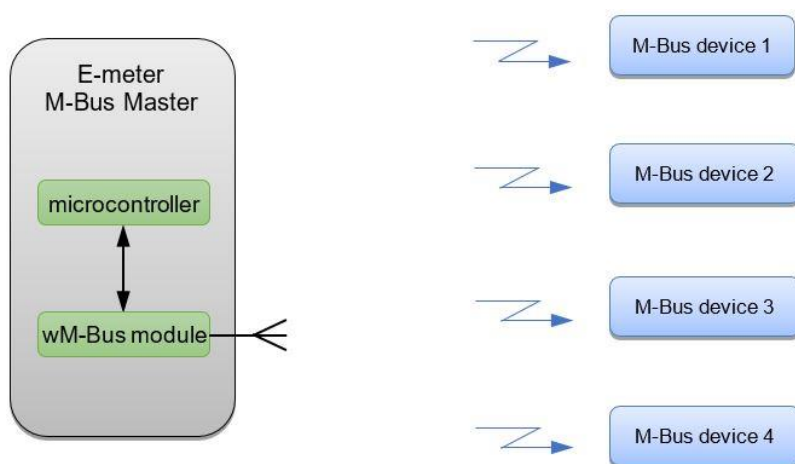 E-meter
M-Bus Master
microcontroller
wM-Bus module
M-Bus device 1
M-Bus device 2
M-Bus device 3
M-Bus device 4